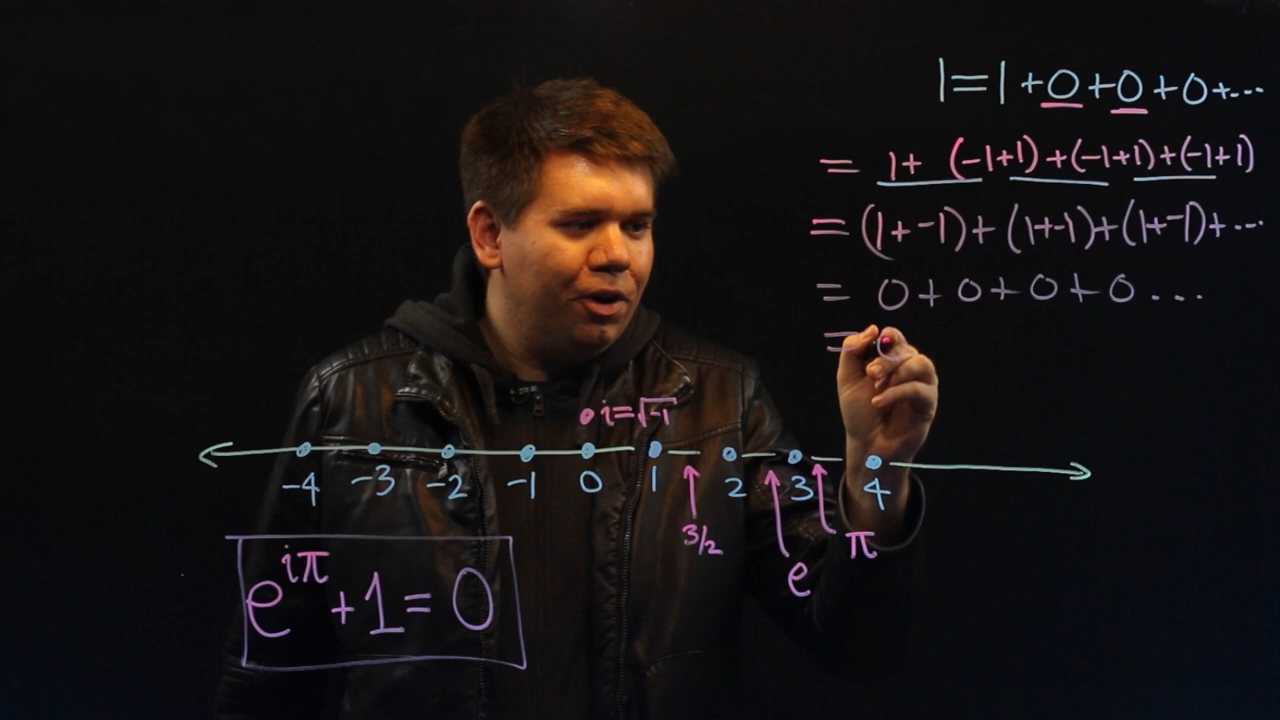 1=1+0+0+0+...
= 1+ (-1+1)+(-1+1)+(-1+1)
= (1+-1)+(1+-1)+(1+-1)+...
= 0+0+0+0...
= 0
i=√-1
-4 -3 -2 -1 0 1 2 3 4
3/2 e π
e^{iπ}+1=0